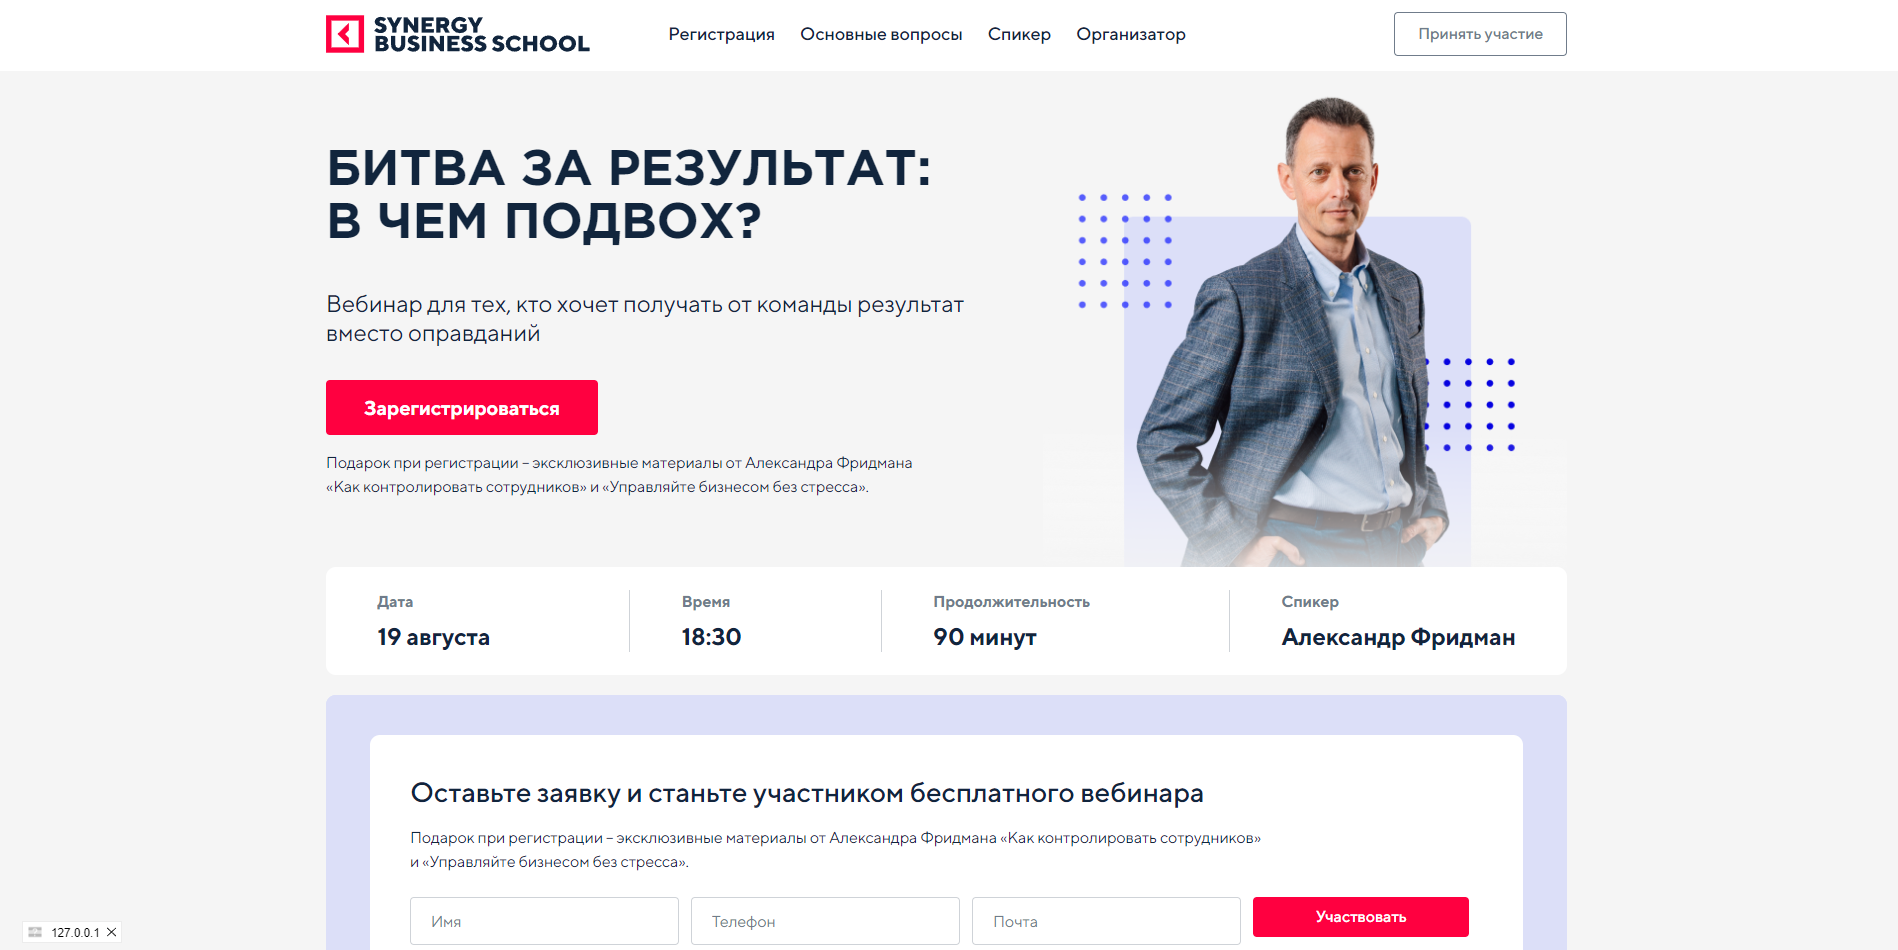 SYNERGY
BUSINESS SCHOOL
Регистрация Основные вопросы Спикер Организатор
Принять участие
БИТВА ЗА РЕЗУЛЬТАТ:
В ЧЕМ ПОДВОХ?
Вебинар для тех, кто хочет получать от команды результат
вместо оправданий
Зарегистрироваться
Подарок при регистрации – эксклюзивные материалы от Александра Фридмана
«Как контролировать сотрудников» и «Управляйте бизнесом без стресса».
Дата
19 августа
Время
18:30
Продолжительность
90 минут
Спикер
Александр Фридман
Оставьте заявку и станьте участником бесплатного вебинара
Подарок при регистрации – эксклюзивные материалы от Александра Фридмана «Как контролировать сотрудников»
и «Управляйте бизнесом без стресса».
Имя Телефон Почта Участвовать
127.0.0.1